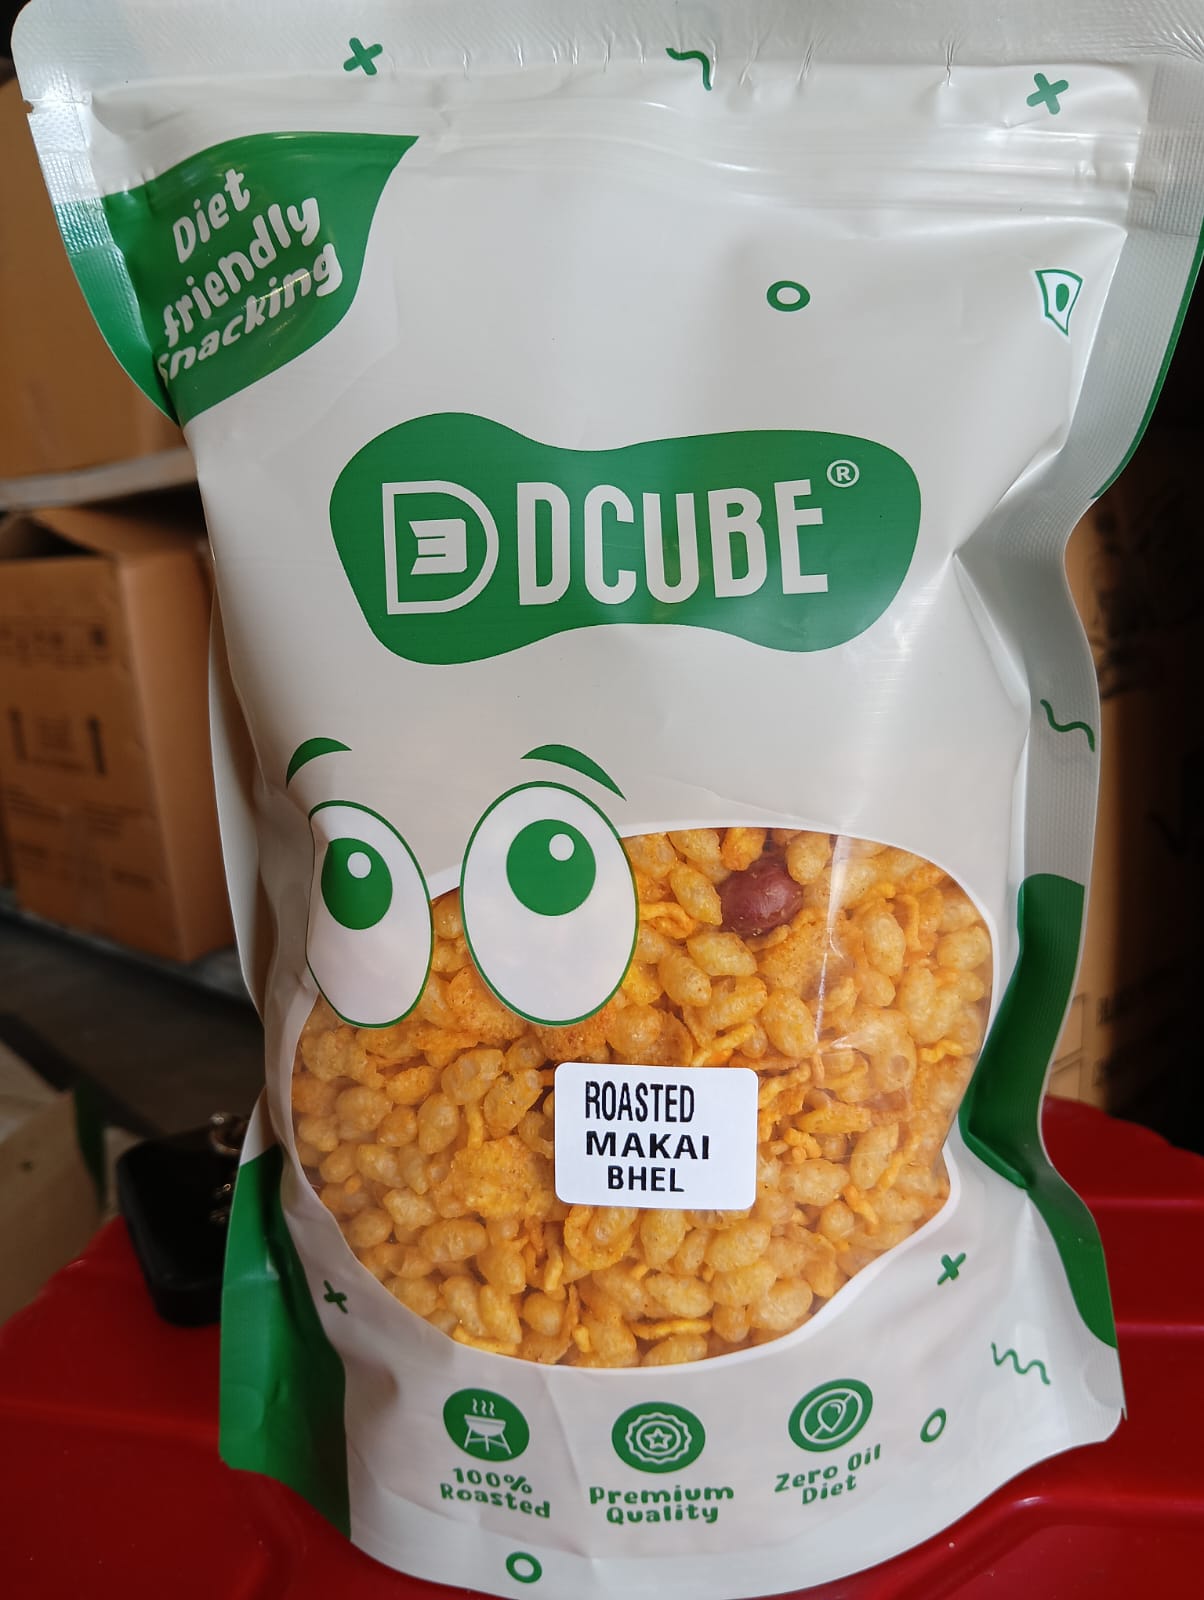 Diet
friendly
Snacking
DCUBE®
ROASTED
MAKAI
BHEL
100%
Roasted
Premium
Quality
Zero Oil
Diet